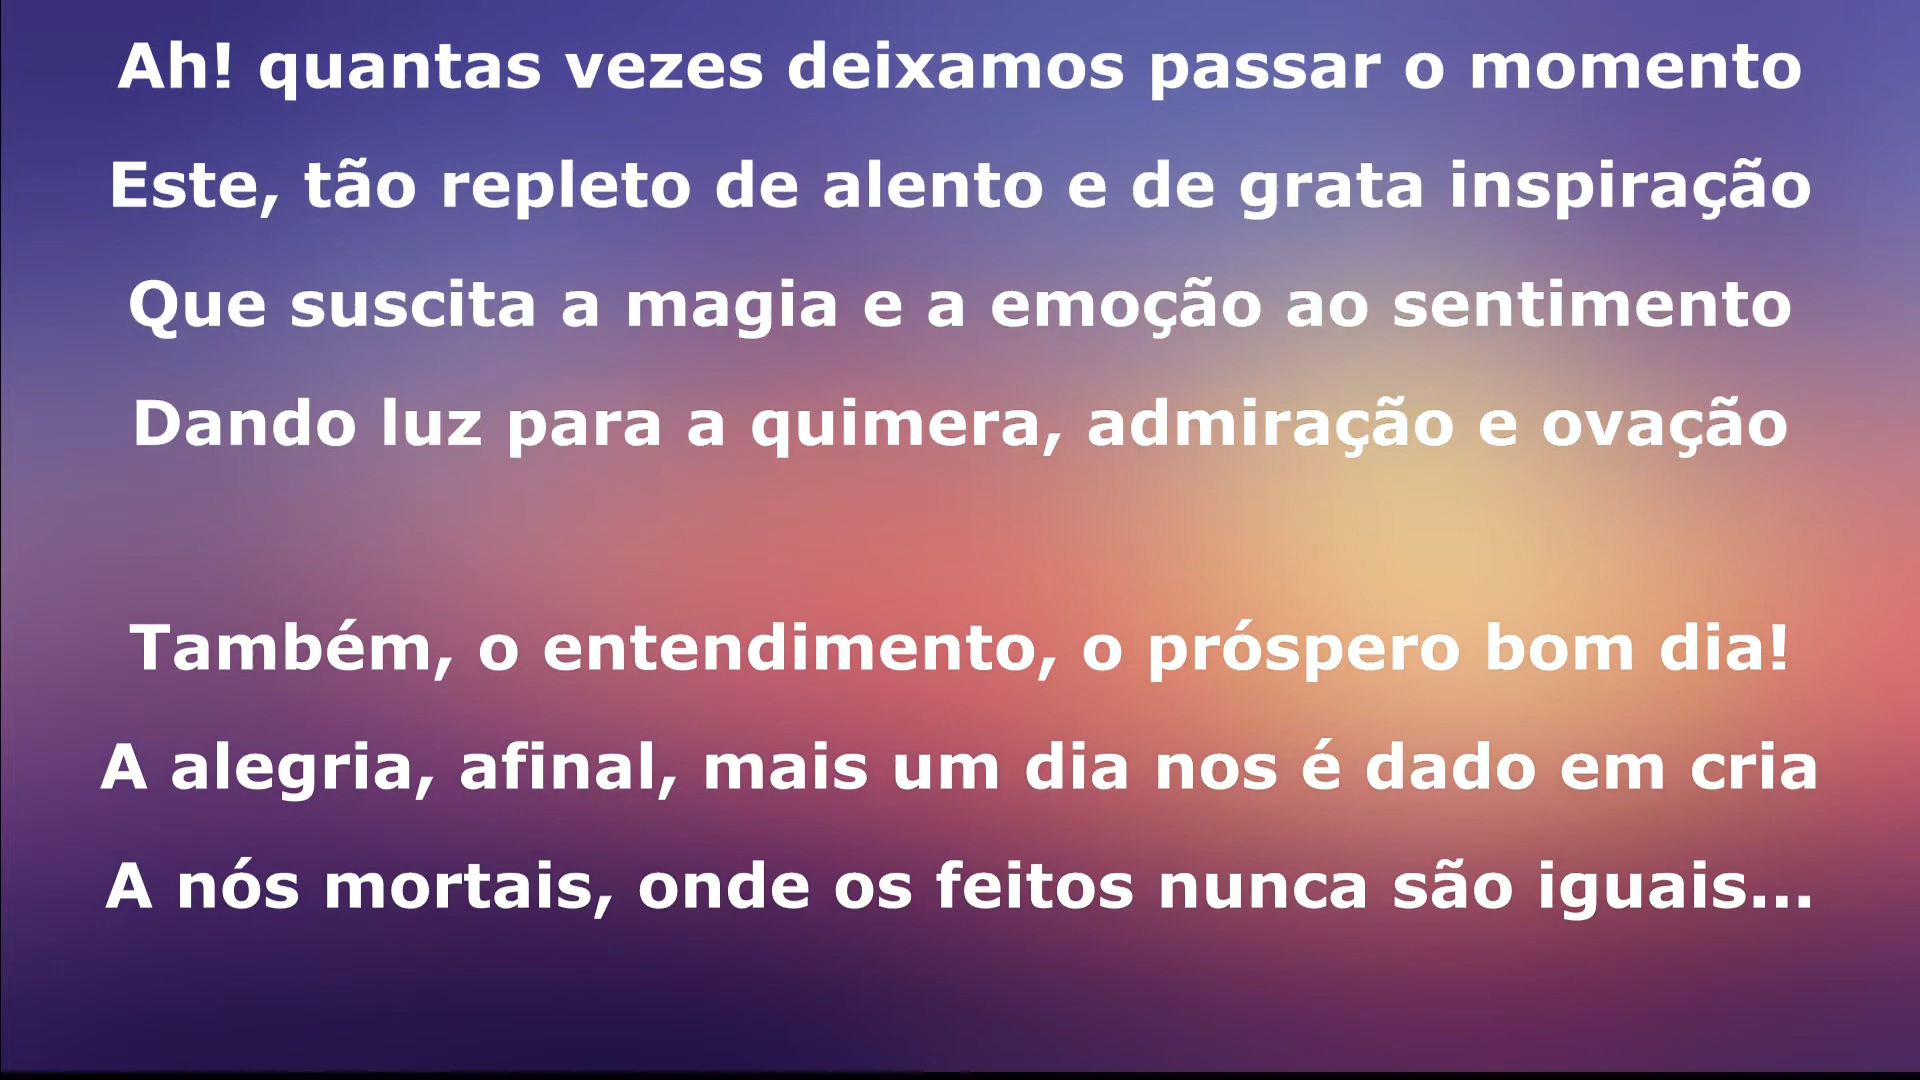 Ah! quantas vezes deixamos passar o momento
Este, tão repleto de alento e de grata inspiração
Que suscita a magia e a emoção ao sentimento
Dando luz para a quimera, admiração e ovação
Também, o entendimento, o próspero bom dia!
A alegria, afinal, mais um dia nos é dado em cria
A nós mortais, onde os feitos nunca são iguais...